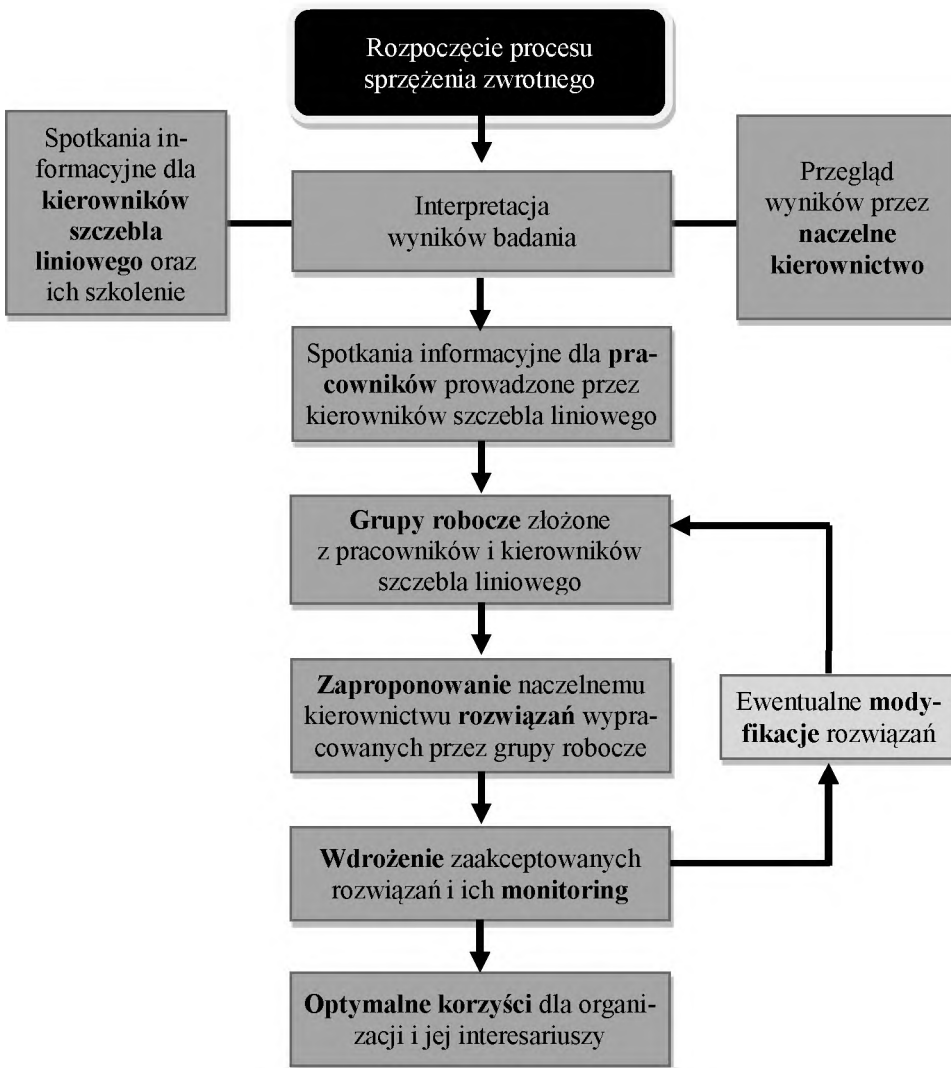 Rozpoczęcie procesu
sprzężenia zwrotnego
Spotkania in-
formacyjne dla
kierowników
szczebla
liniowego oraz
ich szkolenie
Interpretacja
wyników badania
Przegląd
wyników przez
naczelne
kierownictwo
Spotkania informacyjne dla pra-
cowników prowadzone przez
kierowników szczebla liniowego
Grupy robocze złożone
z pracowników i kierowników
szczebla liniowego
Zaproponowanie naczelnemu
kierownictwu rozwiązań wypra-
cowanych przez grupy robocze
Ewentualne mody-
fikacje rozwiązań
Wdrożenie zaakceptowanych
rozwiązań i ich monitoring
Optymalne korzyści dla organi-
zacji i jej interesariuszy